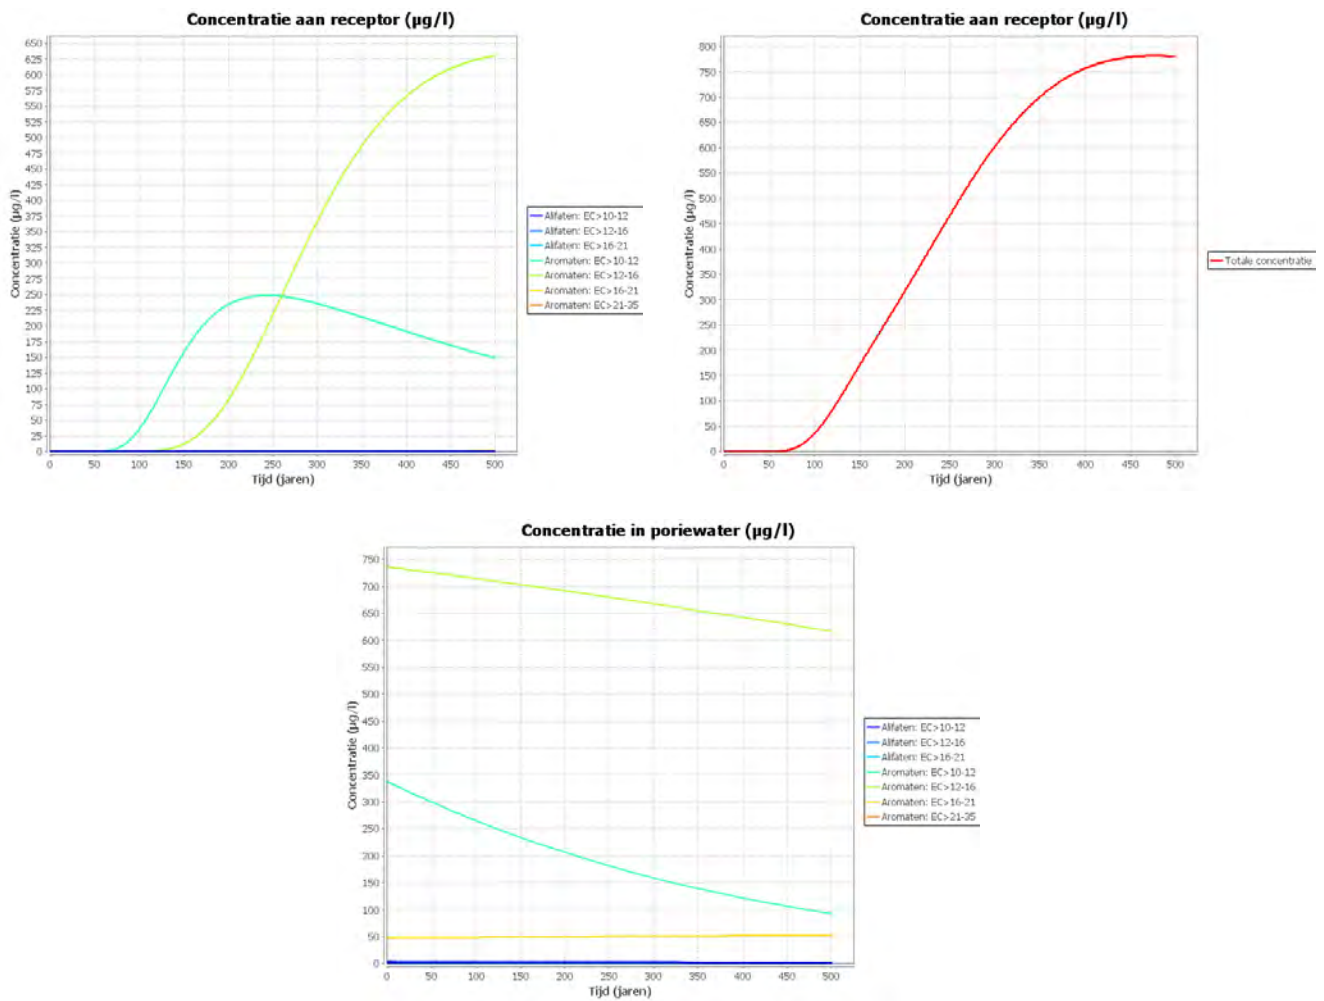 Concentratie aan receptor (µg/l)
650
625
600
575
550
525
500
475
450
425
400
375
350
325
300
275
250
225
200
175
150
125
100
75
50
25
0
Concentratie (µg/l)
0 50 100 150 200 250 300 350 400 450 500
Tijd (jaren)
Alifaten: EC>10-12
Alifaten: EC>12-16
Alifaten: EC>16-21
Aromaten: EC>10-12
Aromaten: EC>12-16
Aromaten: EC>16-21
Aromaten: EC>21-35
Concentratie aan receptor (µg/l)
800
750
700
650
600
550
500
450
400
350
300
250
200
150
100
50
0
Concentratie (µg/l)
0 50 100 150 200 250 300 350 400 450 500
Tijd (jaren)
Totale concentratie
Concentratie in poriewater (µg/l)
750
700
650
600
550
500
450
400
350
300
250
200
150
100
50
0
Concentratie (µg/l)
0 50 100 150 200 250 300 350 400 450 500
Tijd (jaren)
Alifaten: EC>10-12
Alifaten: EC>12-16
Alifaten: EC>16-21
Aromaten: EC>10-12
Aromaten: EC>12-16
Aromaten: EC>16-21
Aromaten: EC>21-35